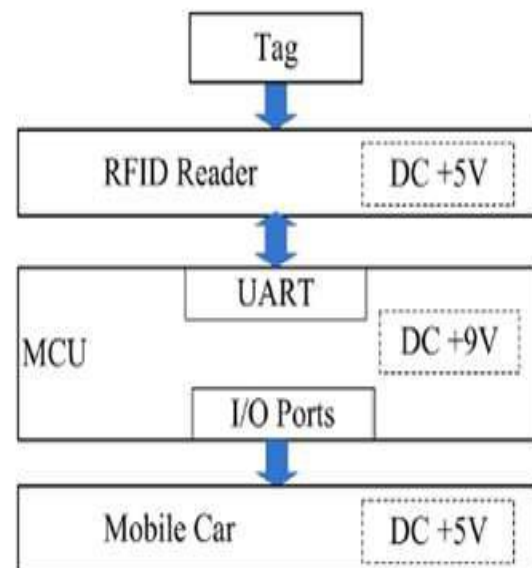 Tag
RFID Reader
DC +5V
UART
DC +9V
MCU
I/O Ports
Mobile Car
DC +5V